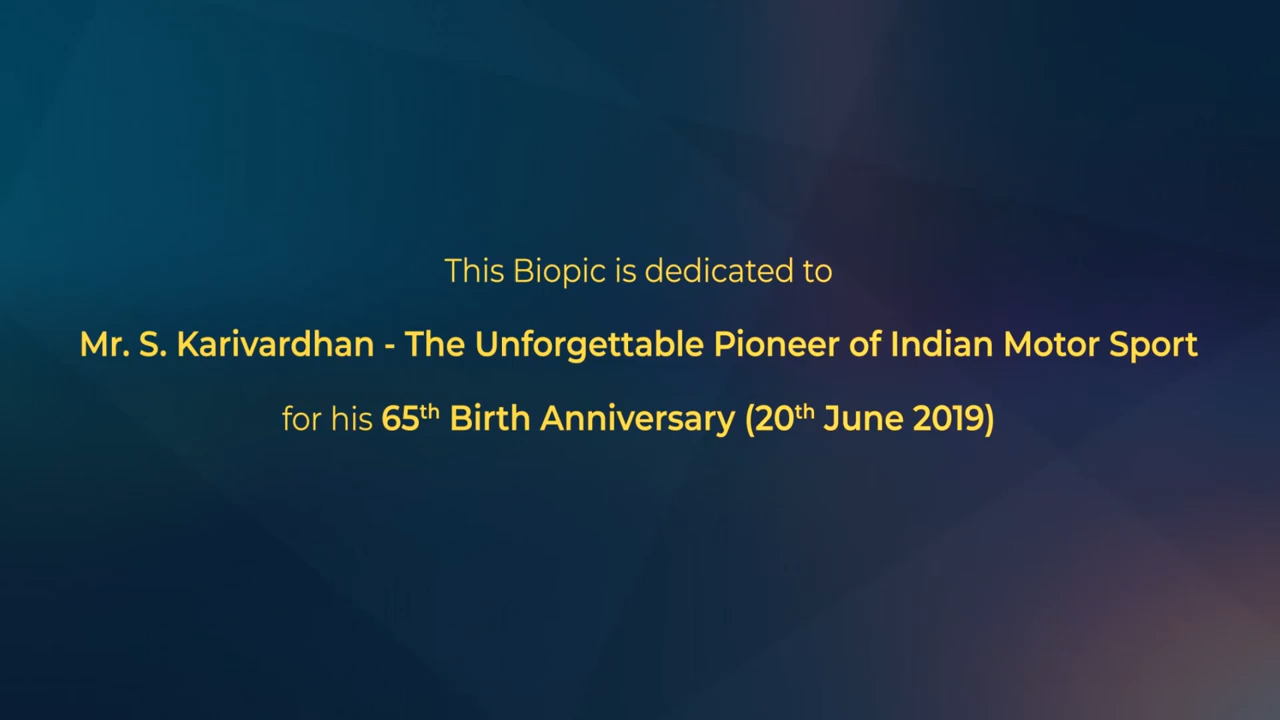 This Biopic is dedicated to
Mr. S. Karivardhan - The Unforgettable Pioneer of Indian Motor Sport
for his 65th Birth Anniversary (20th June 2019)